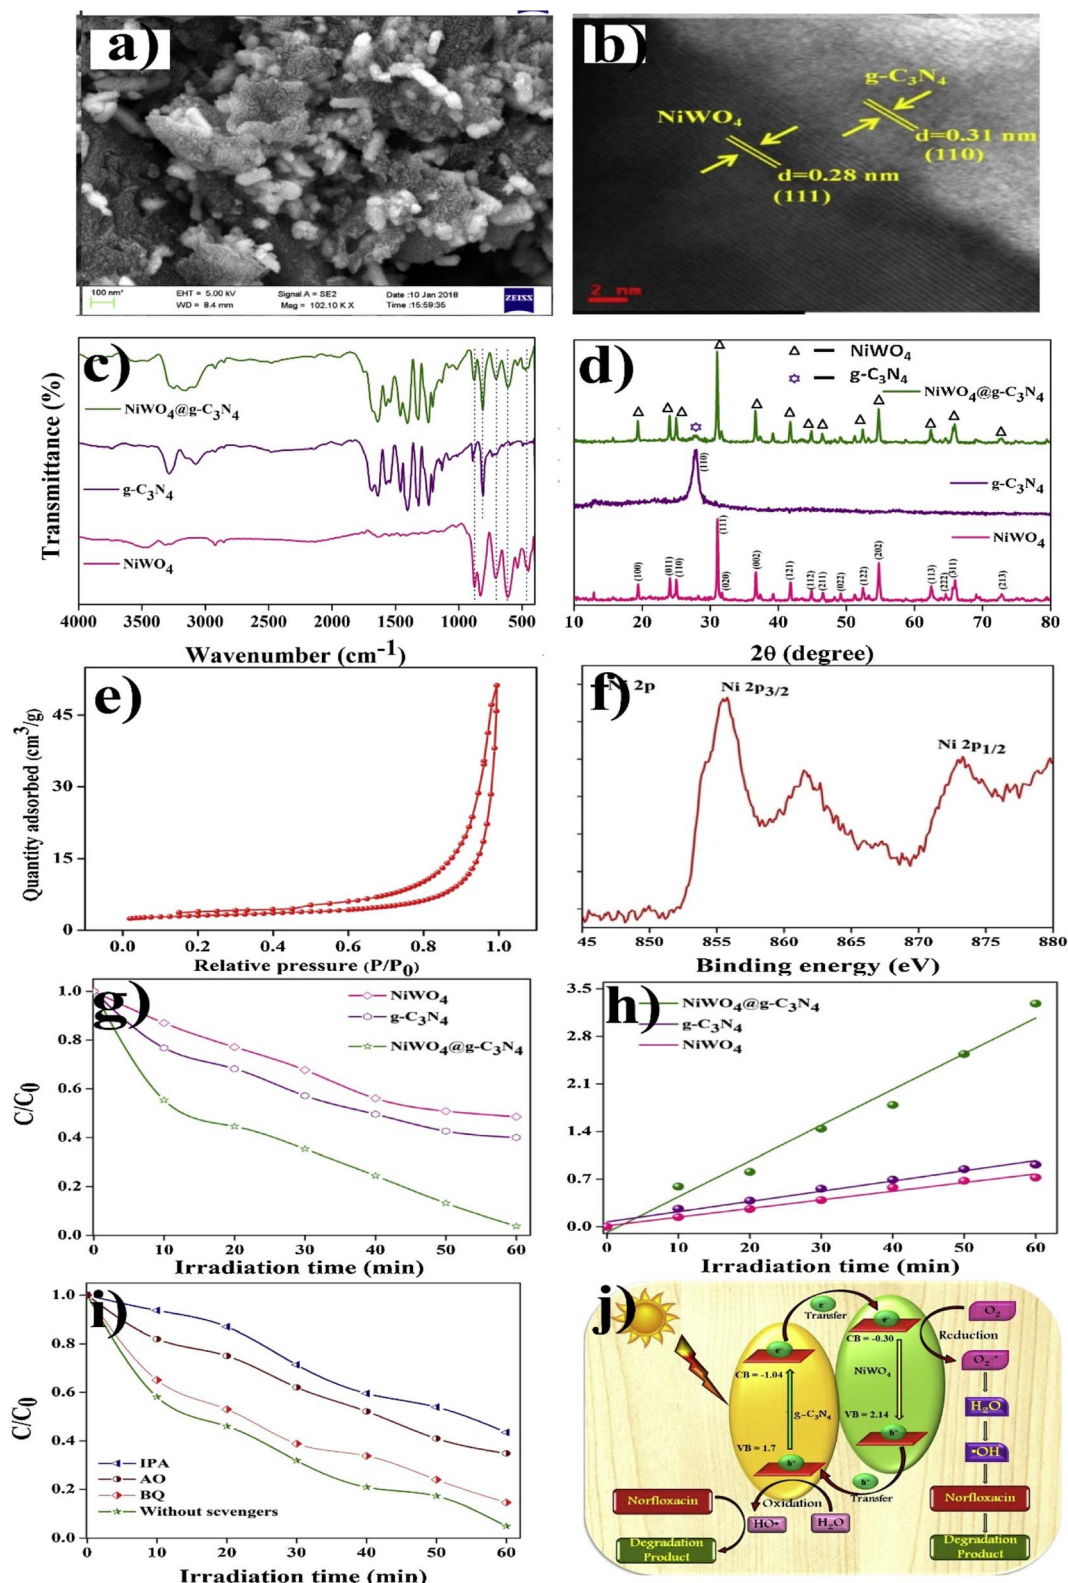 a)
100 nm*
EHT = 5.00 kV
WD = 8.4 mm
Signal A = SE2
Mag = 102.10 K X
Date :10 Jan 2018
Time :15:59:35
ZEISS
b)
g-C₃N₄
NiWO₄
d=0.31 nm
(110)
d=0.28 nm
(111)
2 nm
c)
NiWO₄@g-C₃N₄
g-C₃N₄
NiWO₄
Transmittance (%)
4000 3500 3000 2500 2000 1500 1000 500
Wavenumber (cm⁻¹)
d)
NiWO₄
g-C₃N₄
NiWO₄@g-C₃N₄
(110)
g-C₃N₄
NiWO₄
(100) (011) (110) (111) (020) (002) (121) (112) (211) (022) (122) (202) (113) (222) (311) (213)
10 20 30 40 50 60 70 80
2θ (degree)
e)
Quantity adsorbed (cm³/g)
45
30
15
0
0.0 0.2 0.4 0.6 0.8 1.0
Relative pressure (P/P₀)
f)
Ni 2p
Ni 2p₃/₂
Ni 2p₁/₂
45 850 855 860 865 870 875 880
Binding energy (eV)
g)
NiWO₄
g-C₃N₄
NiWO₄@g-C₃N₄
C/C₀
1.0
0.8
0.6
0.4
0.2
0.0
0 10 20 30 40 50 60
Irradiation time (min)
h)
NiWO₄@g-C₃N₄
g-C₃N₄
NiWO₄
3.5
2.8
2.1
1.4
0.7
0.0
0 10 20 30 40 50 60
Irradiation time (min)
i)
C/C₀
1.0
0.8
0.6
0.4
0.2
0.0
IPA
AO
BQ
Without sevengers
0 10 20 30 40 50 60
Irradiation time (min)
j)
e⁻
Transfer
e⁻
CB = -1.04
g-C₃N₄
VB = 1.7
h⁺
e⁻
CB = -0.30
NiWO₄
VB = 2.14
h⁺
h⁺
Transfer
O₂
Reduction
O₂⁻•
H₂O
•OH
Norfloxacin
Degradation
Product
Oxidation
HO•
H₂O
Norfloxacin
Degradation
Product